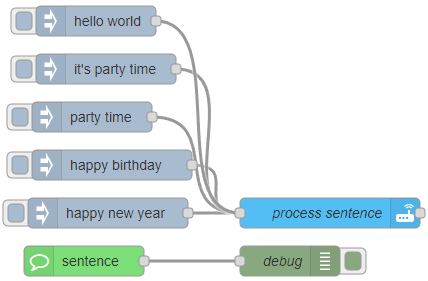 hello world
it's party time
party time
happy birthday
happy new year
process sentence
sentence
debug